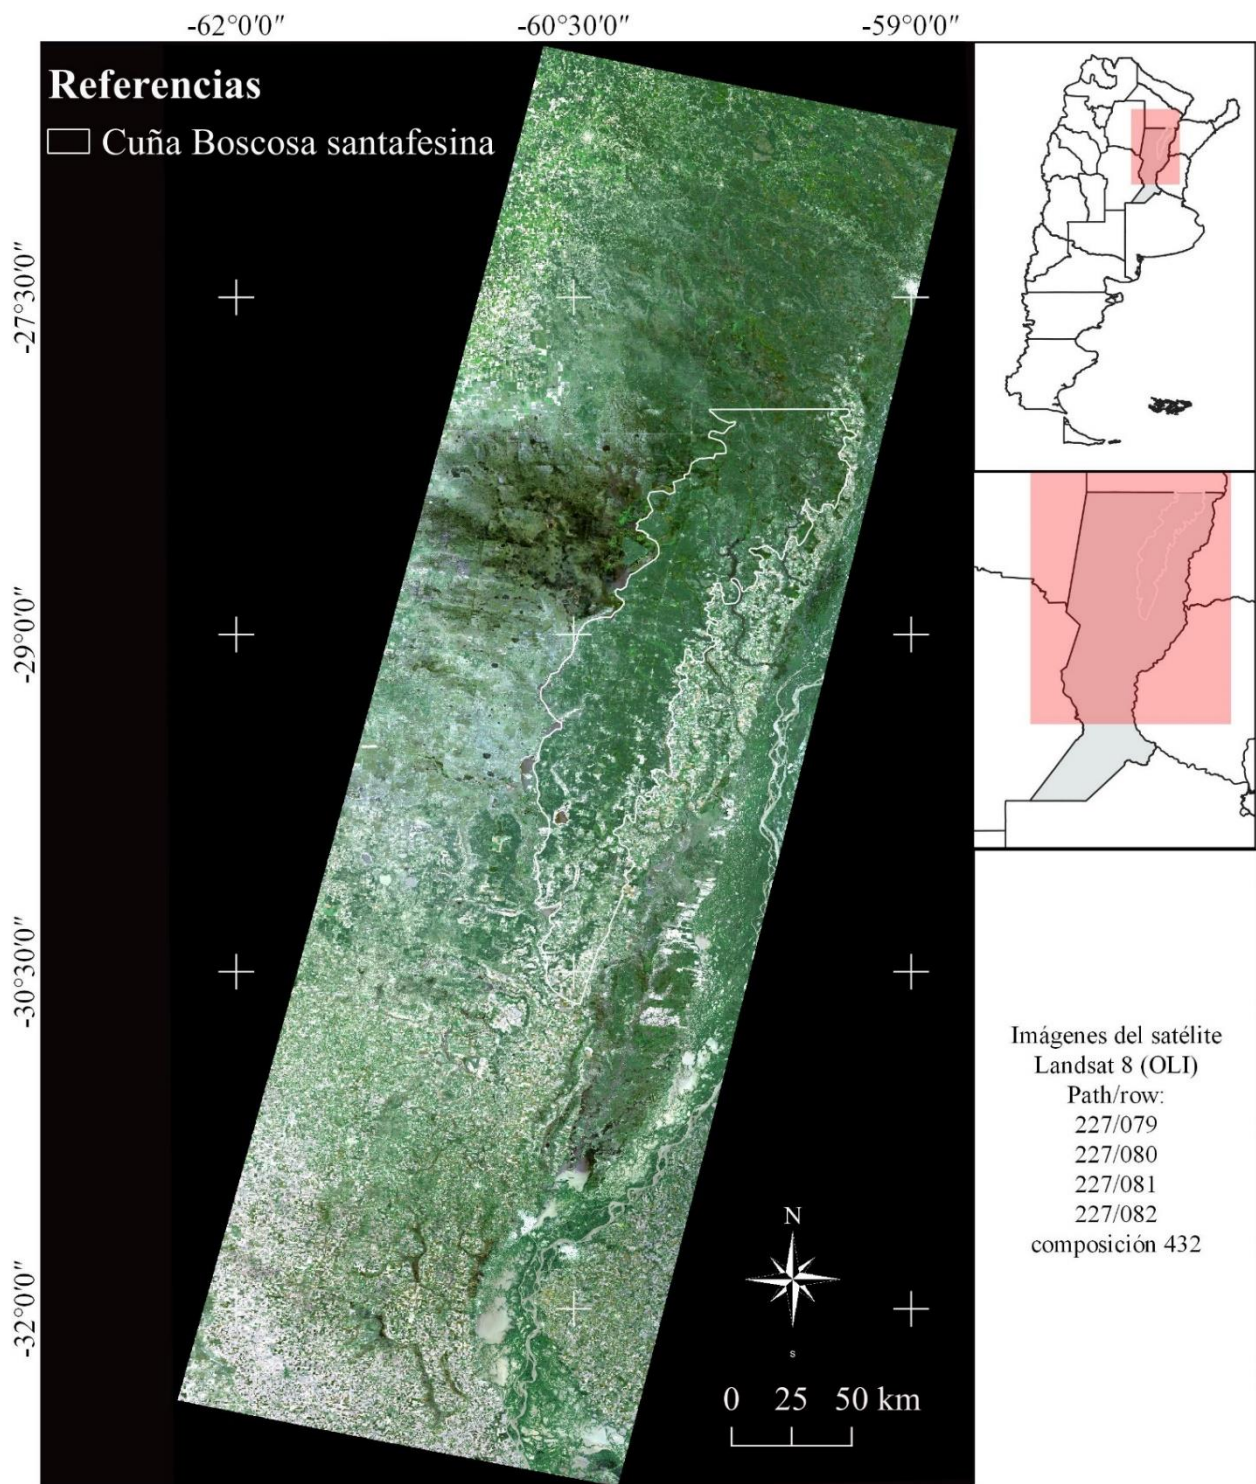 -62°0'0" -60°30'0" -59°0'0"
Referencias
Cuña Boscosa santafesina
-27°30'0"
-29°0'0"
-30°30'0"
-32°0'0"
N
s
0 25 50 km
Imágenes del satélite
Landsat 8 (OLI)
Path/row:
227/079
227/080
227/081
227/082
composición 432